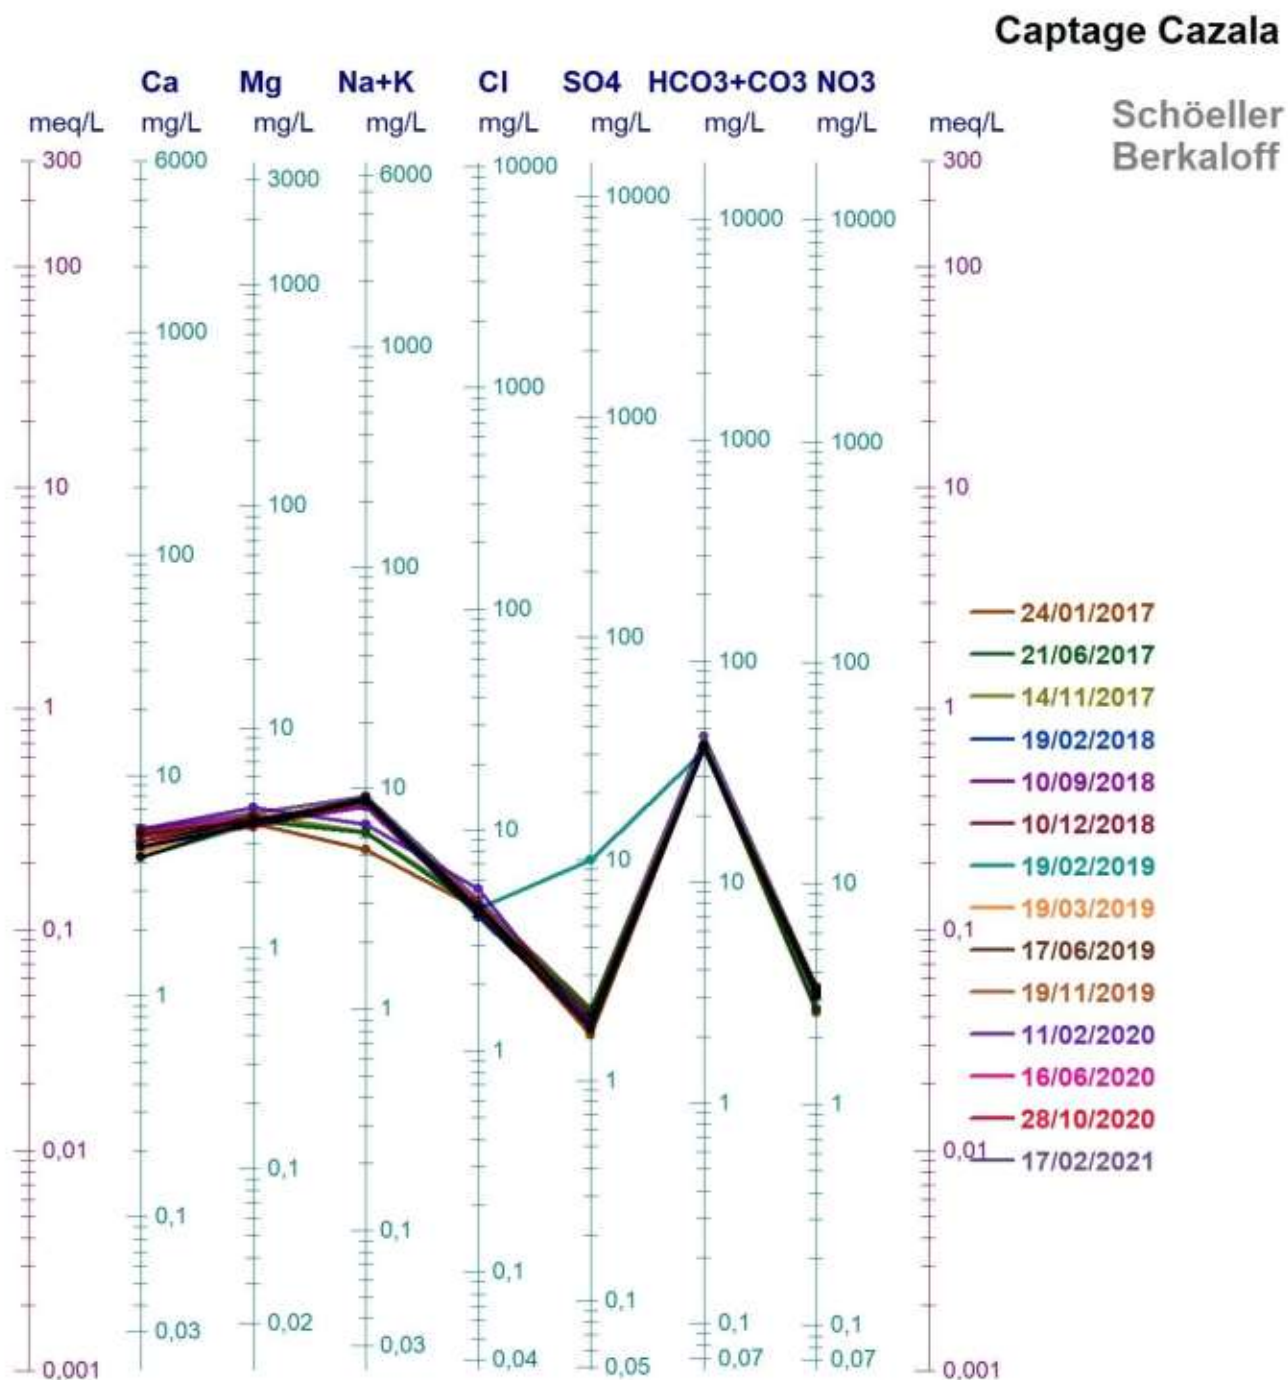 Captage Cazala
Schöeller
Berkaloff
Ca Mg Na+K Cl SO4 HCO3+CO3 NO3
meq/L mg/L mg/L mg/L mg/L mg/L mg/L mg/L meq/L
300 6000 3000 6000 10000 10000 10000 10000 300
100 1000 1000 1000 1000 1000 1000 1000 100
10 100 100 100 100 100 100 100 10
1 10 10 10 10 10 10 10 1
0,1 1 1 1 1 1 1 1 0,1
0,01 0,1 0,1 0,1 0,1 0,1 0,1 0,1 0,01
0,001 0,03 0,02 0,03 0,04 0,05 0,07 0,07 0,001
24/01/2017
21/06/2017
14/11/2017
19/02/2018
10/09/2018
10/12/2018
19/02/2019
19/03/2019
17/06/2019
19/11/2019
11/02/2020
16/06/2020
28/10/2020
17/02/2021